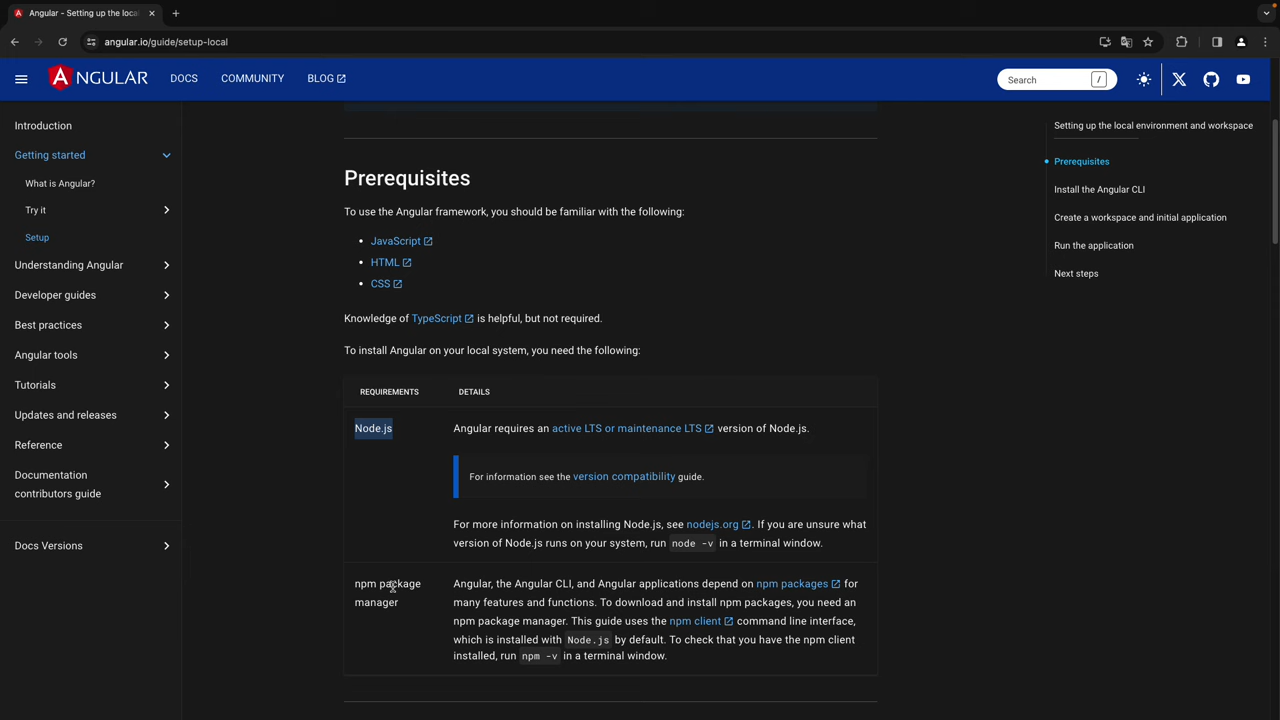 Angular - Setting up the loca
angular.io/guide/setup-local
ANGULAR
DOCS
COMMUNITY
BLOG
Search
/
Introduction
Getting started
What is Angular?
Try it
Setup
Understanding Angular
Developer guides
Best practices
Angular tools
Tutorials
Updates and releases
Reference
Documentation
contributors guide
Docs Versions
Prerequisites
To use the Angular framework, you should be familiar with the following:
JavaScript
HTML
CSS
Knowledge of TypeScript is helpful, but not required.
To install Angular on your local system, you need the following:
REQUIREMENTS DETAILS
Node.js
Angular requires an active LTS or maintenance LTS version of Node.js.
For information see the version compatibility guide.
For more information on installing Node.js, see nodejs.org. If you are unsure what
version of Node.js runs on your system, run node -v in a terminal window.
npm package
manager
Angular, the Angular CLI, and Angular applications depend on npm packages for
many features and functions. To download and install npm packages, you need an
npm package manager. This guide uses the npm client command line interface,
which is installed with Node.js by default. To check that you have the npm client
installed, run npm -v in a terminal window.
Setting up the local environment and workspace
Prerequisites
Install the Angular CLI
Create a workspace and initial application
Run the application
Next steps